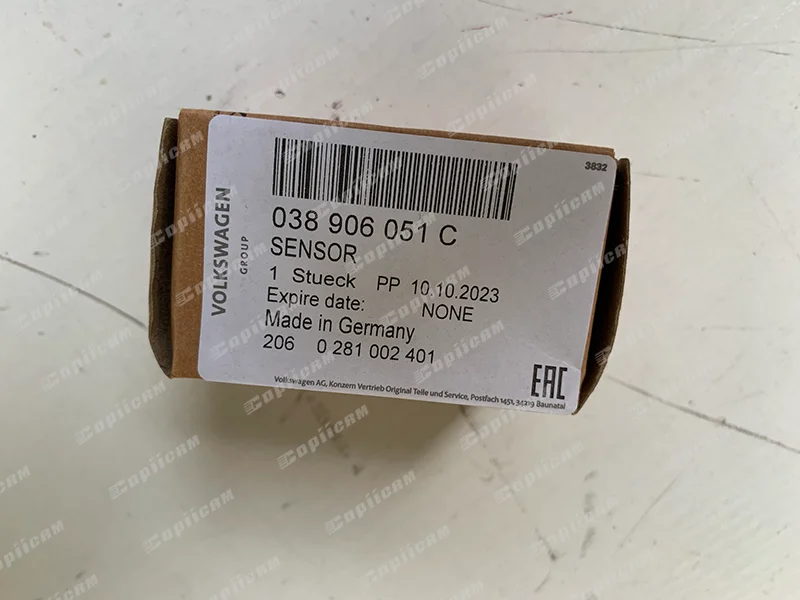 3832
VOLKSWAGEN
GROUP
038 906 051 C
SENSOR
1 Stueck PP 10.10.2023
Expire date: NONE
Made in Germany
206 0 281 002 401
EAC
Volkswagen AG, Konzern Vertrieb Original Teile und Service, Postfach 1451, 34219 Baunatal
Copiicam